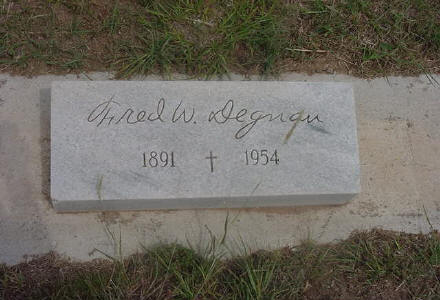 Fred W. Degnan
1891 † 1954